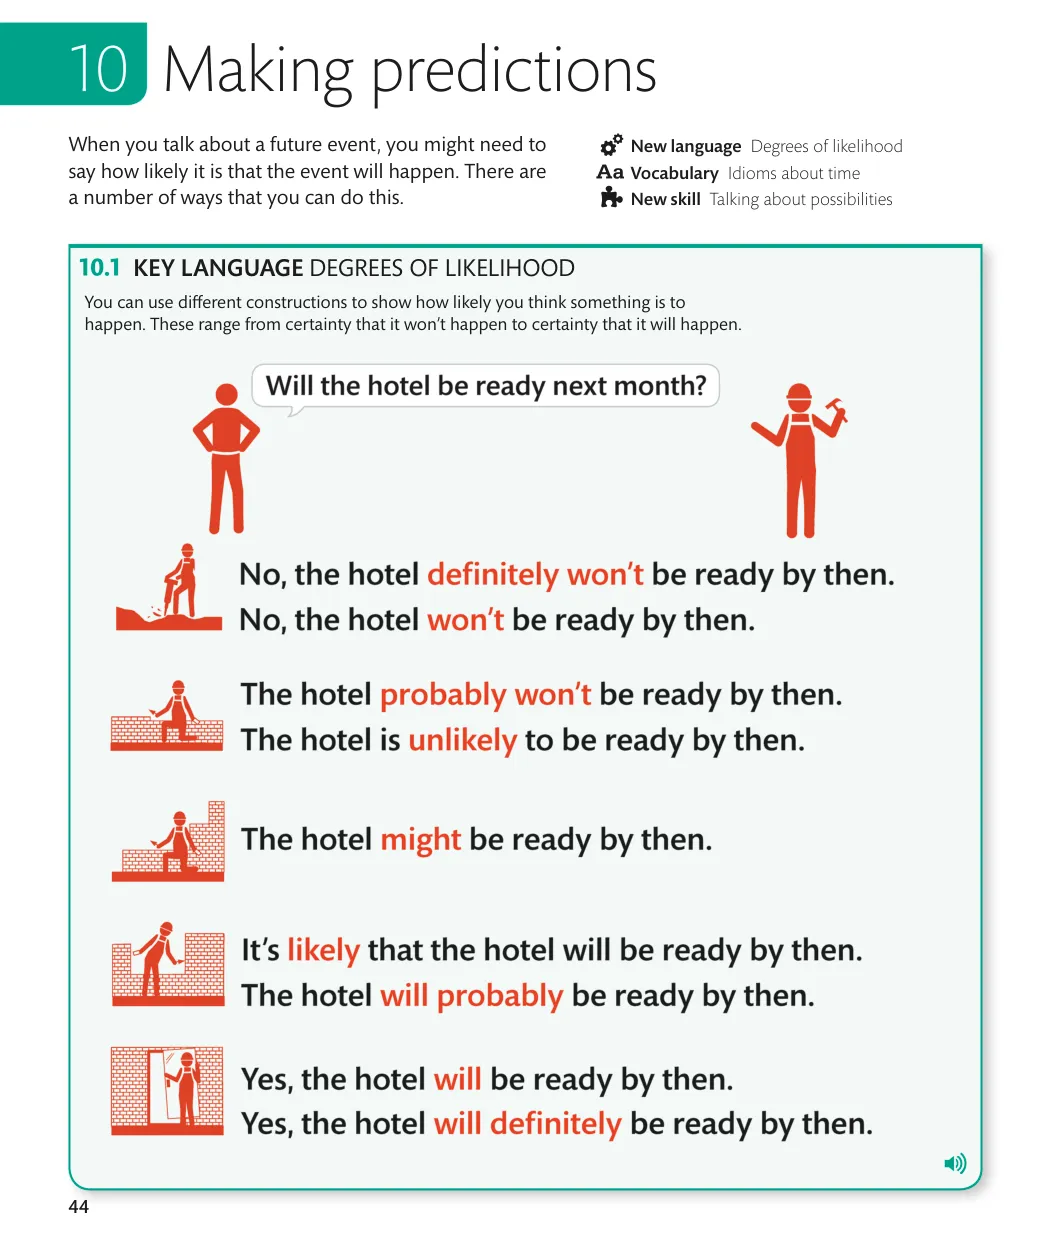 10 Making predictions
When you talk about a future event, you might need to
say how likely it is that the event will happen. There are
a number of ways that you can do this.
New language Degrees of likelihood
Aa Vocabulary Idioms about time
New skill Talking about possibilities
10.1 KEY LANGUAGE DEGREES OF LIKELIHOOD
You can use different constructions to show how likely you think something is to
happen. These range from certainty that it won’t happen to certainty that it will happen.
Will the hotel be ready next month?
No, the hotel definitely won’t be ready by then.
No, the hotel won’t be ready by then.
The hotel probably won’t be ready by then.
The hotel is unlikely to be ready by then.
The hotel might be ready by then.
It’s likely that the hotel will be ready by then.
The hotel will probably be ready by then.
Yes, the hotel will be ready by then.
Yes, the hotel will definitely be ready by then.
44